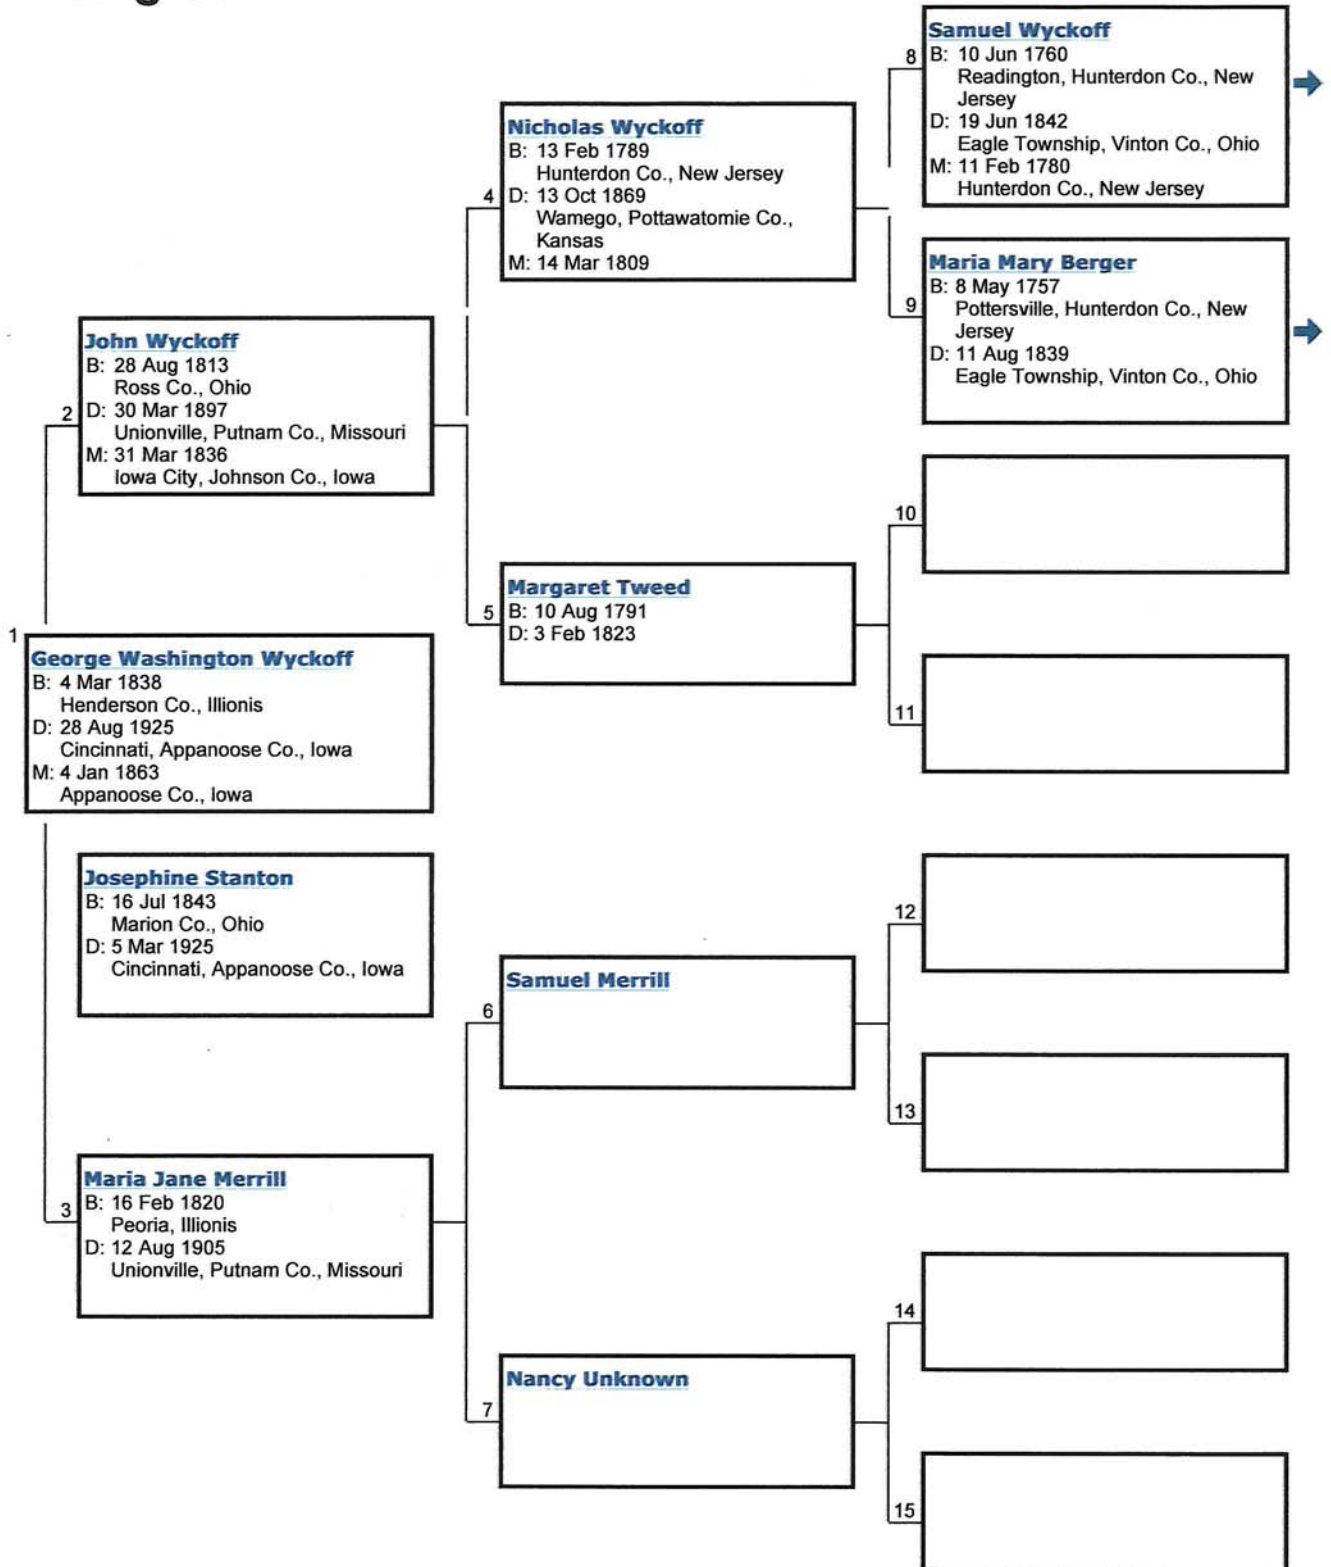 8
Samuel Wyckoff
B: 10 Jun 1760
Readington, Hunterdon Co., New
Jersey
D: 19 Jun 1842
Eagle Township, Vinton Co., Ohio
M: 11 Feb 1780
Hunterdon Co., New Jersey
4
Nicholas Wyckoff
B: 13 Feb 1789
Hunterdon Co., New Jersey
D: 13 Oct 1869
Wamego, Pottawatomie Co.,
Kansas
M: 14 Mar 1809
9
Maria Mary Berger
B: 8 May 1757
Pottersville, Hunterdon Co., New
Jersey
D: 11 Aug 1839
Eagle Township, Vinton Co., Ohio
2
John Wyckoff
B: 28 Aug 1813
Ross Co., Ohio
D: 30 Mar 1897
Unionville, Putnam Co., Missouri
M: 31 Mar 1836
Iowa City, Johnson Co., Iowa
10
5
Margaret Tweed
B: 10 Aug 1791
D: 3 Feb 1823
11
1
George Washington Wyckoff
B: 4 Mar 1838
Henderson Co., Illionis
D: 28 Aug 1925
Cincinnati, Appanoose Co., Iowa
M: 4 Jan 1863
Appanoose Co., Iowa
Josephine Stanton
B: 16 Jul 1843
Marion Co., Ohio
D: 5 Mar 1925
Cincinnati, Appanoose Co., Iowa
12
6
Samuel Merrill
13
3
Maria Jane Merrill
B: 16 Feb 1820
Peoria, Illionis
D: 12 Aug 1905
Unionville, Putnam Co., Missouri
14
7
Nancy Unknown
15